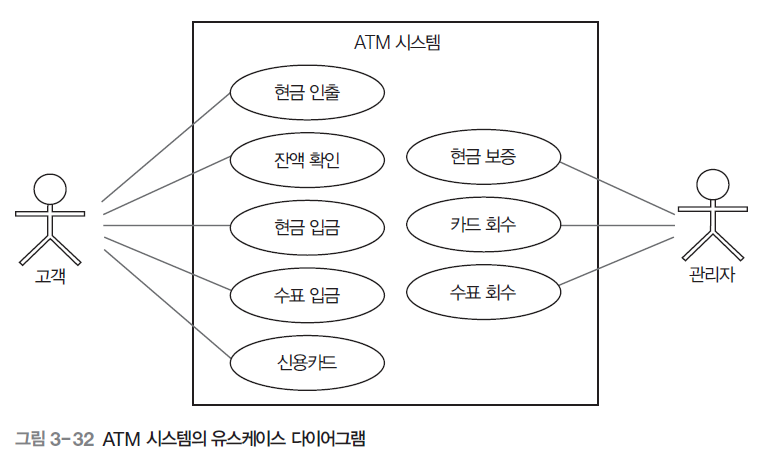 ATM 시스템
현금 인출
잔액 확인
현금 보증
현금 입금
카드 회수
수표 입금
수표 회수
신용카드
고객
관리자
그림 3-32 ATM 시스템의 유스케이스 다이어그램